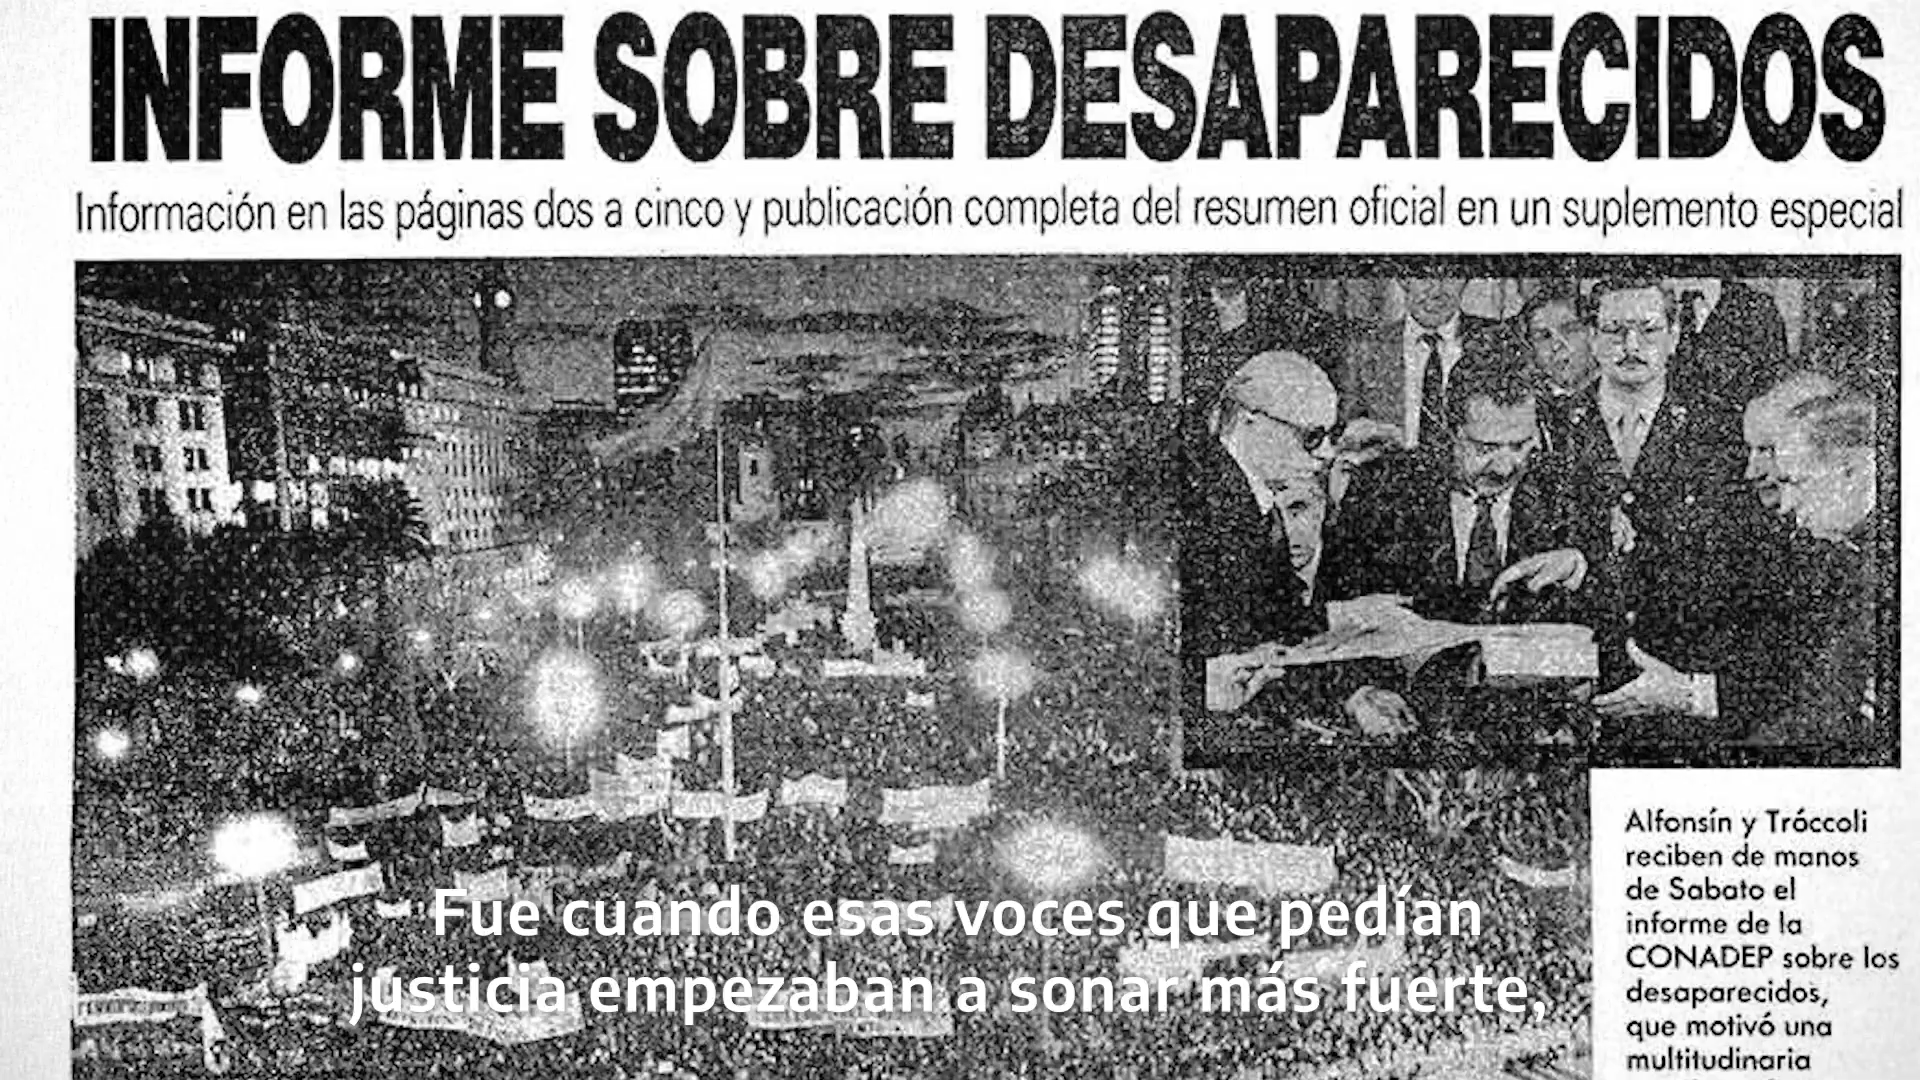 INFORME SOBRE DESAPARECIDOS
Información en las páginas dos a cinco y publicación completa del resumen oficial en un suplemento especial
Alfonsín y Tróccoli
reciben de manos
de Sabato el
informe de la
CONADEP sobre los
desaparecidos,
que motivó una
multitudinaria
Fue cuando esas voces que pedían
justicia empezaban a sonar más fuerte,